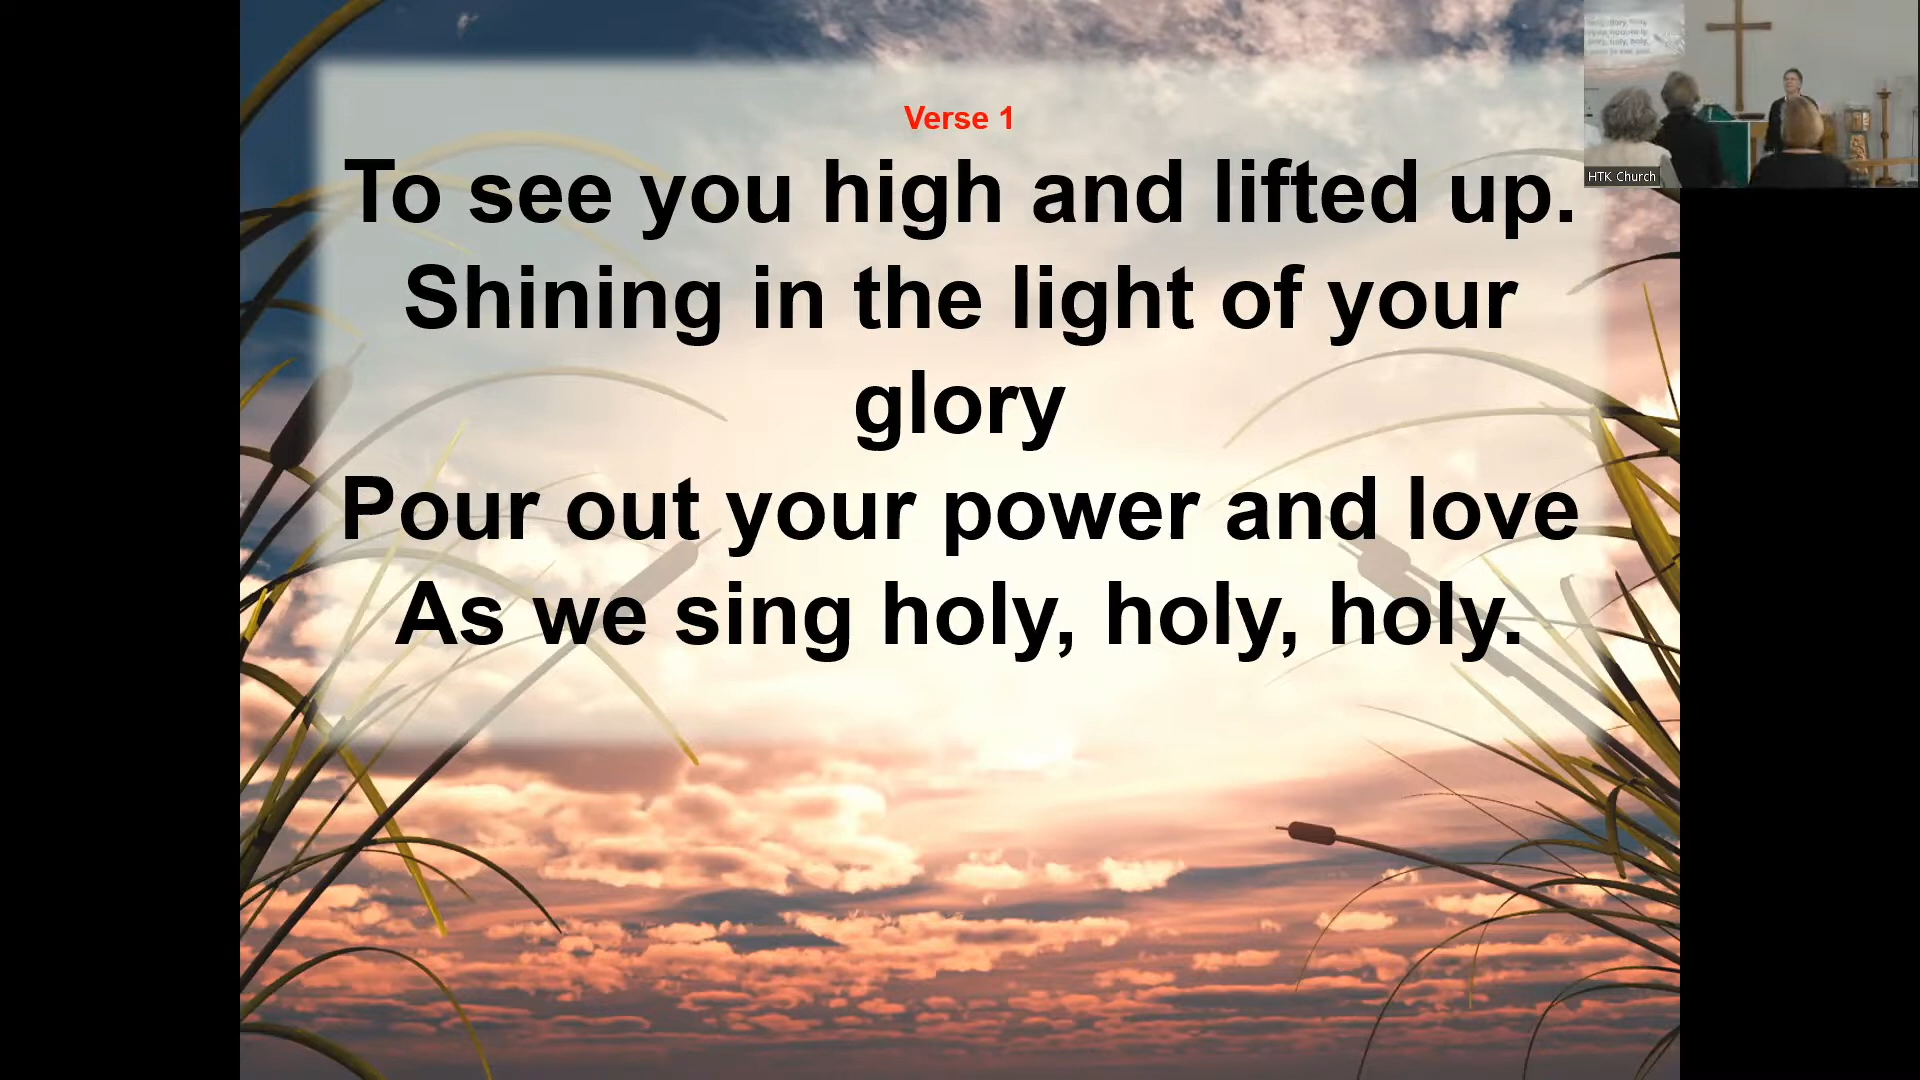 Verse 1
To see you high and lifted up.
Shining in the light of your
glory
Pour out your power and love
As we sing holy, holy, holy.
HTK Church